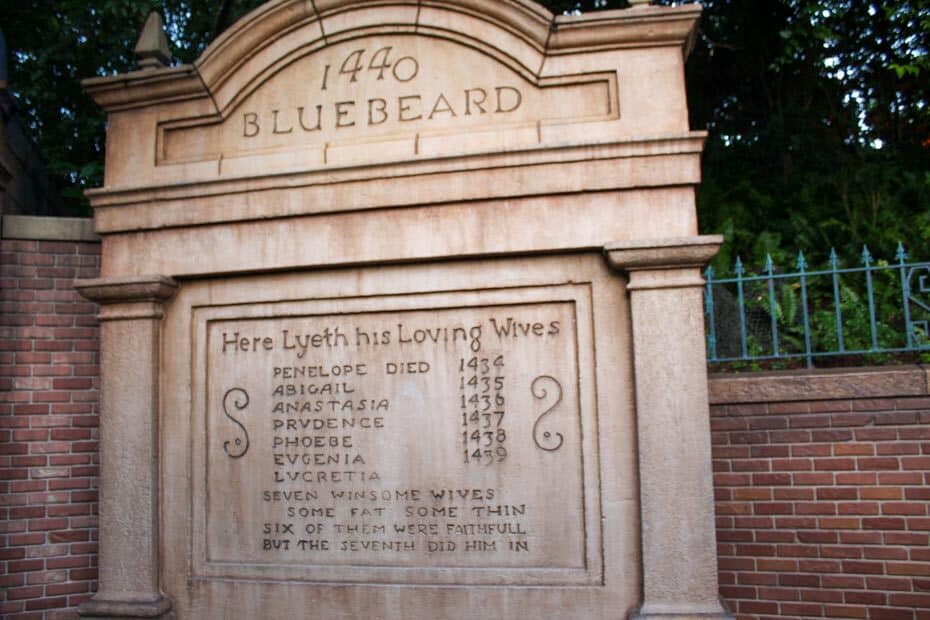 1440
BLUEBEARD
Here Lyeth his Loving Wives
PENELOPE DIED 1434
ABIGAIL 1435
ANASTASIA 1436
PRVDENCE 1437
PHOEBE 1438
EVGENIA 1439
LVCRETIA
SEVEN WINSOME WIVES
SOME FAT SOME THIN
SIX OF THEM WERE FAITHFULL
BUT THE SEVENTH DID HIM IN